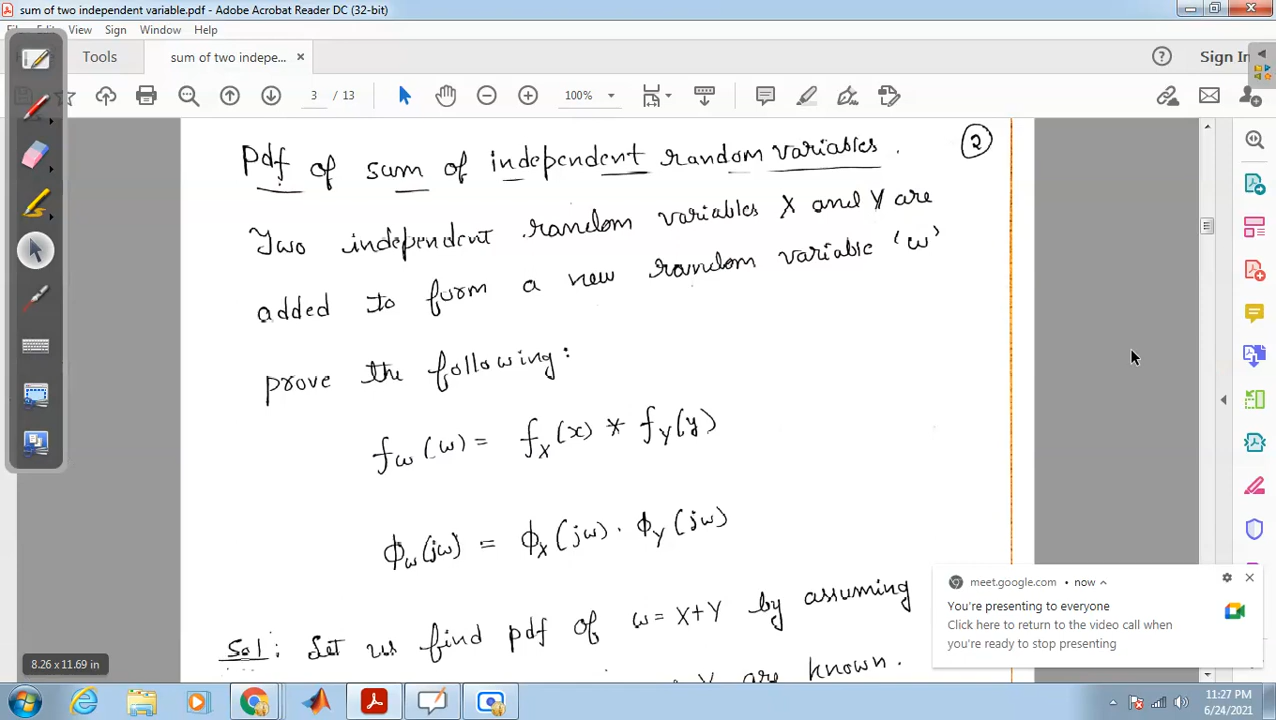 sum of two independent variable.pdf - Adobe Acrobat Reader DC (32-bit)
View Sign Window Help
Tools
sum of two indepe... ×
Sign In
3 / 13
100%
Pdf of sum of independent random variables .
2
Two independent random variables X and Y are
added to form a new random variable 'w'
prove the following:
fw(w) = fX(x) * fY(y)
ϕw(jω) = ϕX(jω) . ϕY(jω)
Sol: Let us find pdf of w = X+Y by assuming
Y are known.
meet.google.com • now
You're presenting to everyone
Click here to return to the video call when
you're ready to stop presenting
8.26 x 11.69 in
11:27 PM
6/24/2021